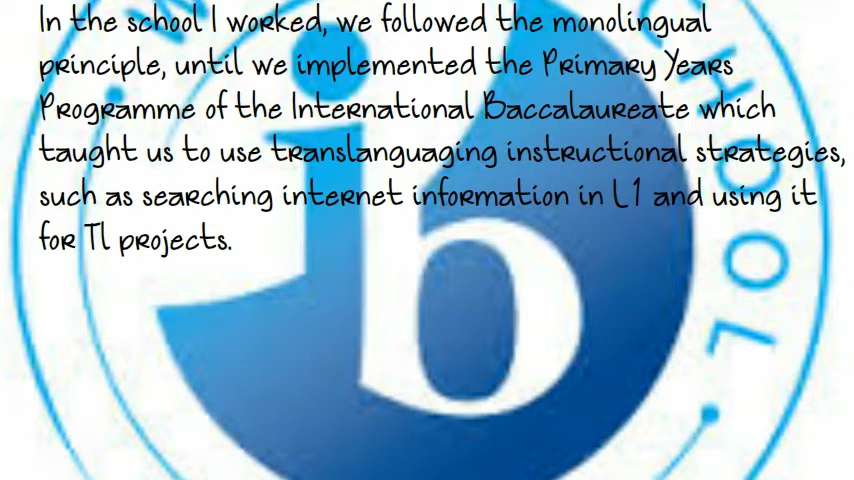 In the school I worked, we followed the monolingual
principle, until we implemented the Primary Years
Programme of the International Baccalaureate which
taught us to use translanguaging instructional strategies,
such as searching internet information in L1 and using it
for Tl projects.
ib